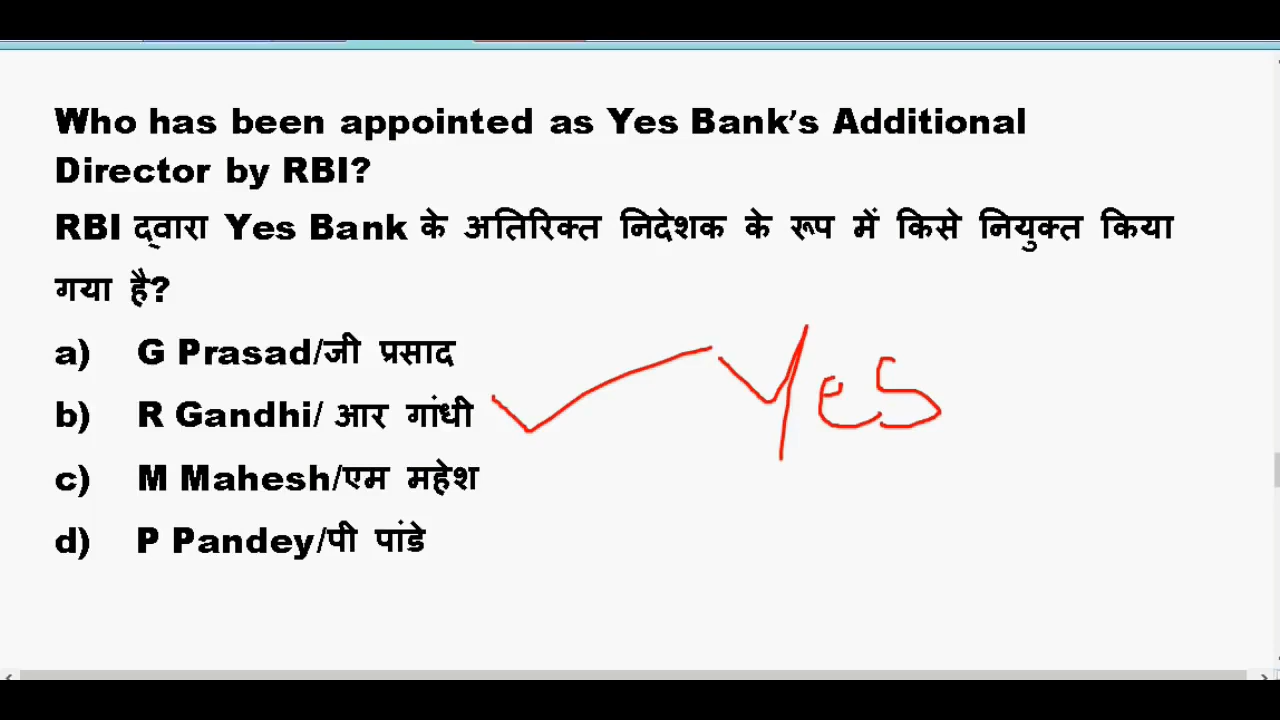 Who has been appointed as Yes Bank's Additional
Director by RBI?
RBI द्वारा Yes Bank के अतिरिक्त निदेशक के रूप में किसे नियुक्त किया
गया है?
a) G Prasad/जी प्रसाद
b) R Gandhi/ आर गांधी
Yes
c) M Mahesh/एम महेश
d) P Pandey/पी पांडे